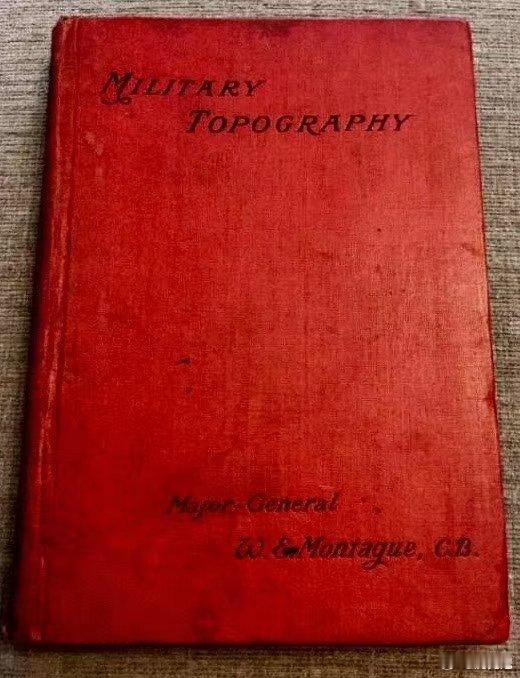 MILITARY
TOPOGRAPHY
Major-General
W. E. Montague, C.B.